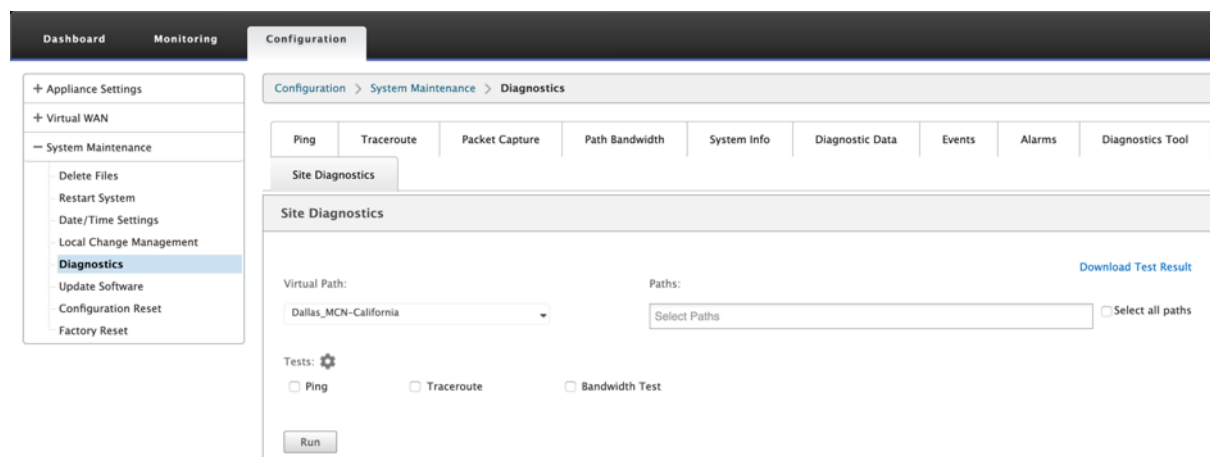 Dashboard Monitoring Configuration
+ Appliance Settings
+ Virtual WAN
− System Maintenance
Delete Files
Restart System
Date/Time Settings
Local Change Management
Diagnostics
Update Software
Configuration Reset
Factory Reset
Configuration > System Maintenance > Diagnostics
Ping Traceroute Packet Capture Path Bandwidth System Info Diagnostic Data Events Alarms Diagnostics Tool
Site Diagnostics
Site Diagnostics
Download Test Result
Virtual Path: Paths:
Dallas_MCN-California Select Paths Select all paths
Tests:
Ping Traceroute Bandwidth Test
Run